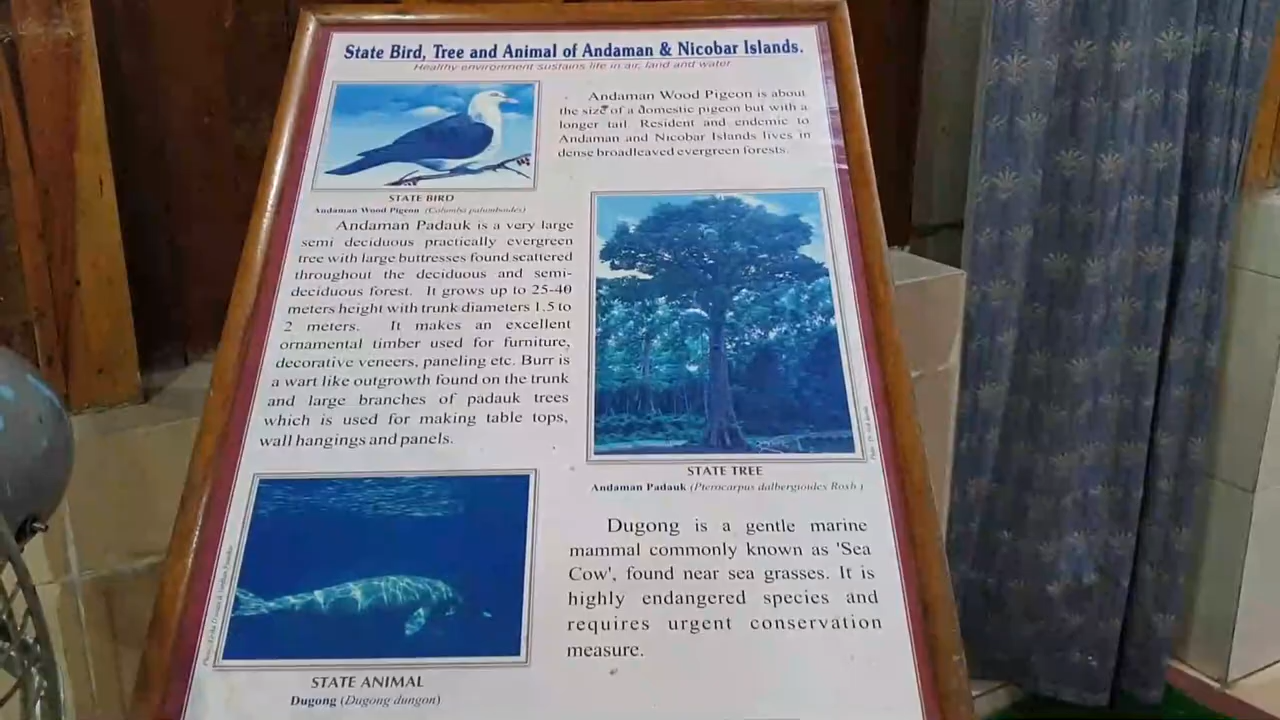 State Bird, Tree and Animal of Andaman & Nicobar Islands.
Healthy environment sustains life in air, land and water
Andaman Wood Pigeon is about
the size of a domestic pigeon but with a
longer tail. Resident and endemic to
Andaman and Nicobar Islands lives in
dense broadleaved evergreen forests.
STATE BIRD
Andaman Wood Pigeon (Columba palumboides)
Andaman Padauk is a very large
semi deciduous practically evergreen
tree with large buttresses found scattered
throughout the deciduous and semi-
deciduous forest. It grows up to 25-40
meters height with trunk diameters 1.5 to
2 meters. It makes an excellent
ornamental timber used for furniture,
decorative veneers, paneling etc. Burr is
a wart like outgrowth found on the trunk
and large branches of padauk trees
which is used for making table tops,
wall hangings and panels.
STATE TREE
Andaman Padauk (Pterocarpus dalbergioides Roxb.)
STATE ANIMAL
Dugong (Dugong dungon)
Dugong is a gentle marine
mammal commonly known as 'Sea
Cow', found near sea grasses. It is
highly endangered species and
requires urgent conservation
measure.